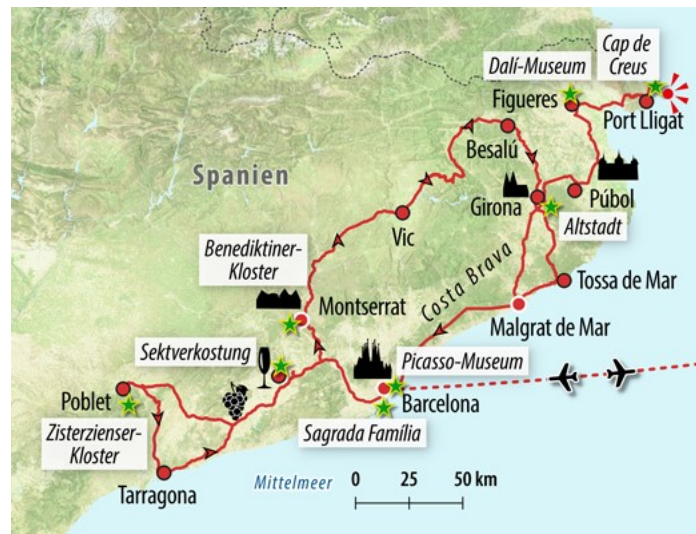 Cap de
Creus
Dalí-Museum
Figueres
Port Lligat
Besalú
Spanien
Púbol
Girona
Altstadt
Vic
Benediktiner-
Kloster
Costa Brava
Tossa de Mar
Montserrat
Malgrat de Mar
Sektverkostung
Picasso-Museum
Poblet
Barcelona
Zisterzienser-
Kloster
Sagrada Família
Tarragona
Mittelmeer
0 25 50 km